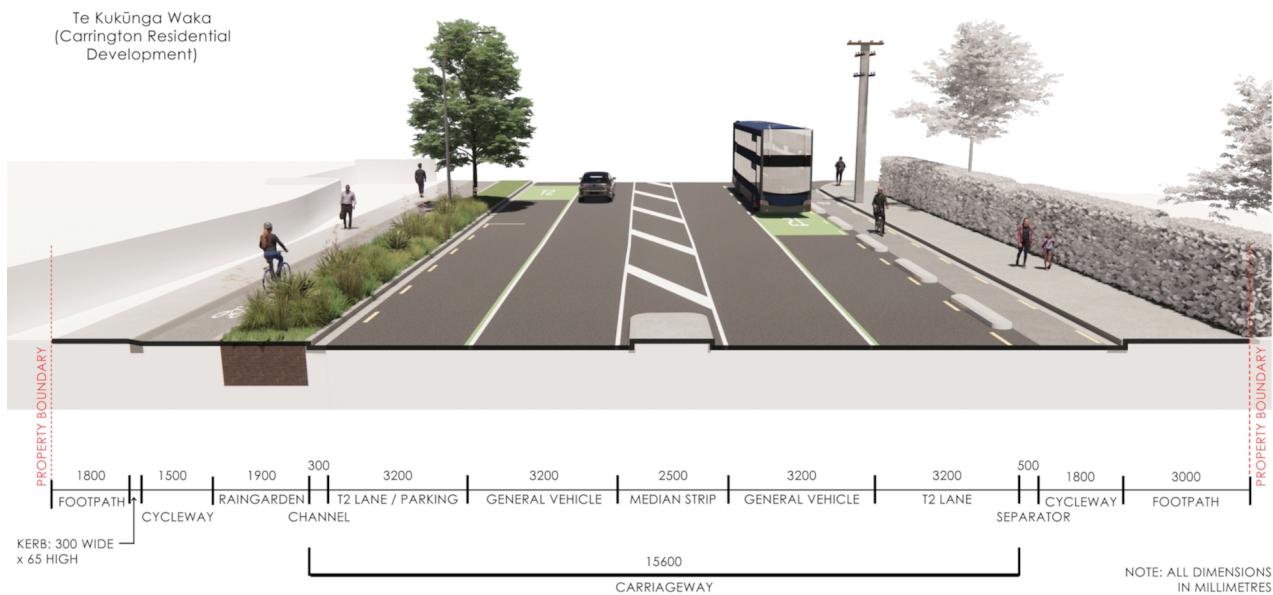 Te Kukūnga Waka
(Carrington Residential
Development)
T2
T2
PROPERTY BOUNDARY
PROPERTY BOUNDARY
1800
1500
1900
300
3200
3200
2500
3200
3200
500
1800
3000
FOOTPATH
CYCLEWAY
RAINGARDEN
CHANNEL
T2 LANE / PARKING
GENERAL VEHICLE
MEDIAN STRIP
GENERAL VEHICLE
T2 LANE
SEPARATOR
CYCLEWAY
FOOTPATH
KERB: 300 WIDE
x 65 HIGH
15600
CARRIAGEWAY
NOTE: ALL DIMENSIONS
IN MILLIMETRES